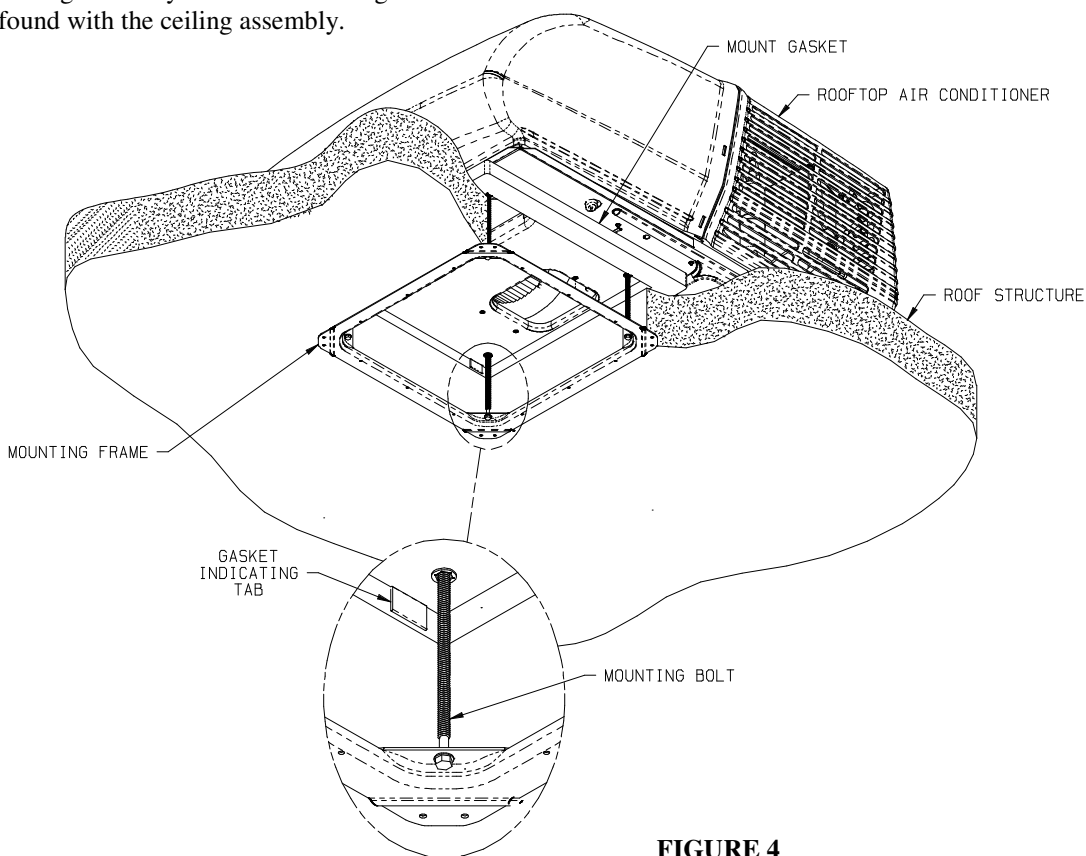 found with the ceiling assembly.
MOUNT GASKET
ROOFTOP AIR CONDITIONER
ROOF STRUCTURE
MOUNTING FRAME
GASKET
INDICATING
TAB
MOUNTING BOLT
FIGURE 4